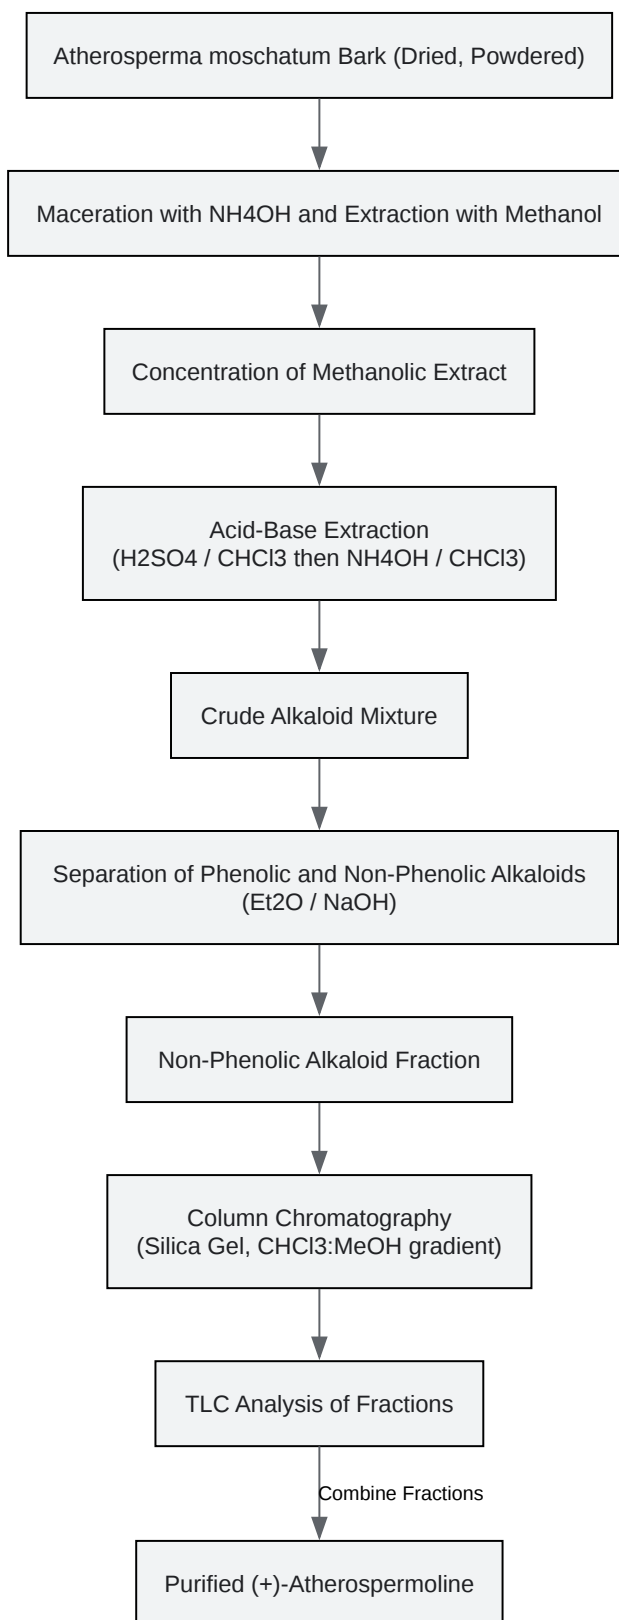 Atherosperma moschatum Bark (Dried, Powdered)
Maceration with NH4OH and Extraction with Methanol
Concentration of Methanolic Extract
Acid-Base Extraction
(H2SO4 / CHCl3 then NH4OH / CHCl3)
Crude Alkaloid Mixture
Separation of Phenolic and Non-Phenolic Alkaloids
(Et2O / NaOH)
Non-Phenolic Alkaloid Fraction
Column Chromatography
(Silica Gel, CHCl3:MeOH gradient)
TLC Analysis of Fractions
Combine Fractions
Purified (+)-Atherospermoline